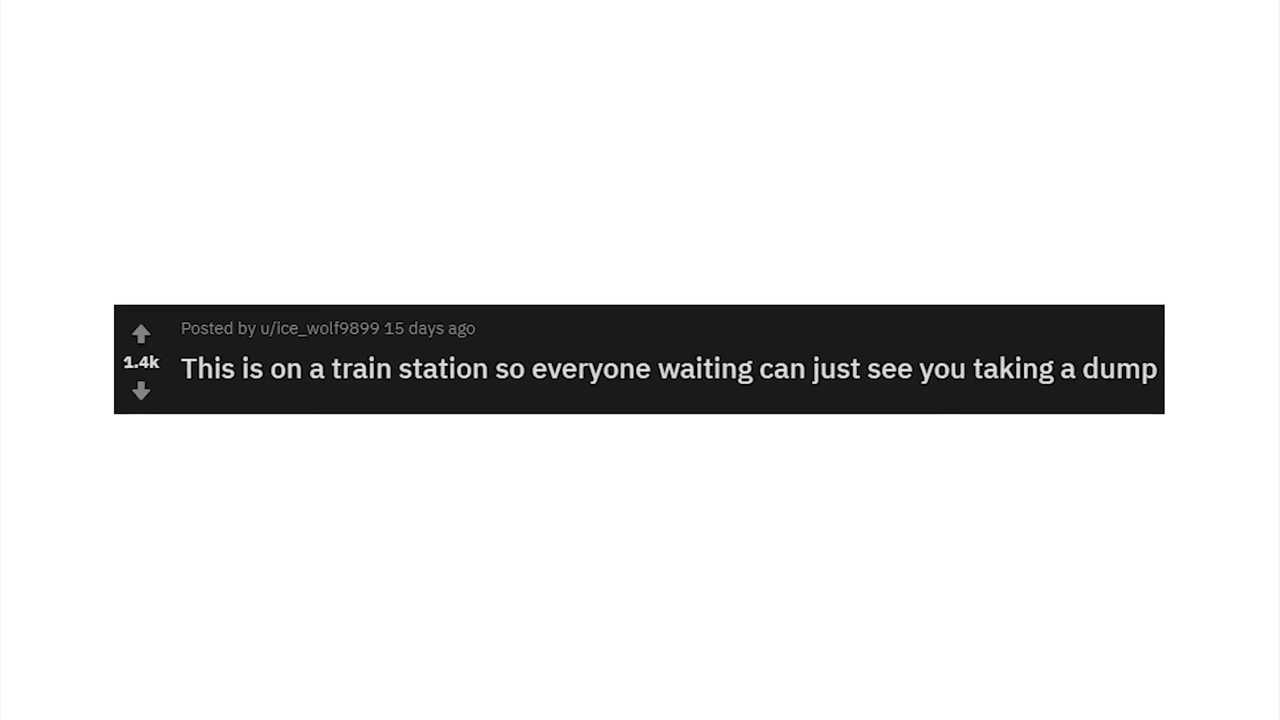 Posted by u/ice_wolf9899 15 days ago
1.4k
This is on a train station so everyone waiting can just see you taking a dump